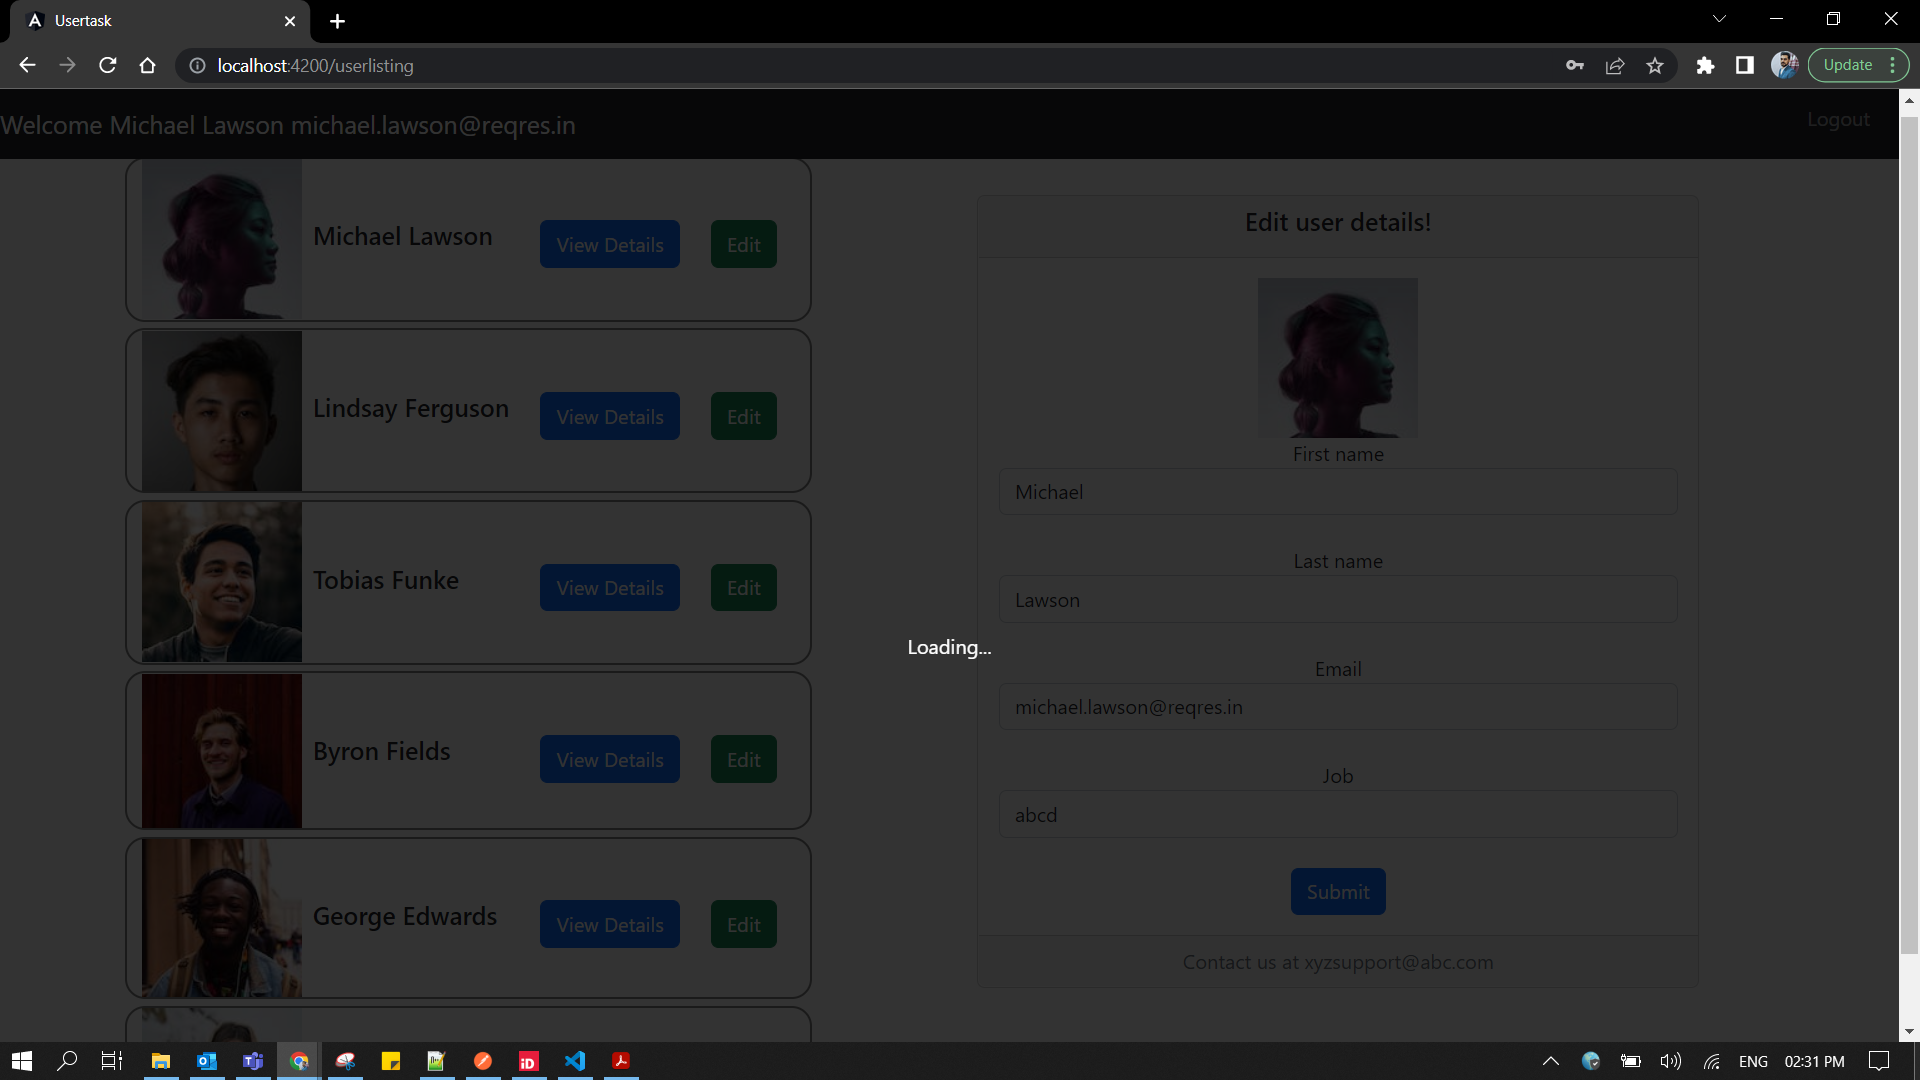 Usertask
localhost:4200/userlisting
Update
Welcome Michael Lawson michael.lawson@reqres.in
Logout
Michael Lawson
View Details
Edit
Lindsay Ferguson
View Details
Edit
Tobias Funke
View Details
Edit
Byron Fields
View Details
Edit
George Edwards
View Details
Edit
Edit user details!
First name
Michael
Last name
Lawson
Loading...
Email
michael.lawson@reqres.in
Job
abcd
Submit
Contact us at xyzsupport@abc.com
ENG
02:31 PM